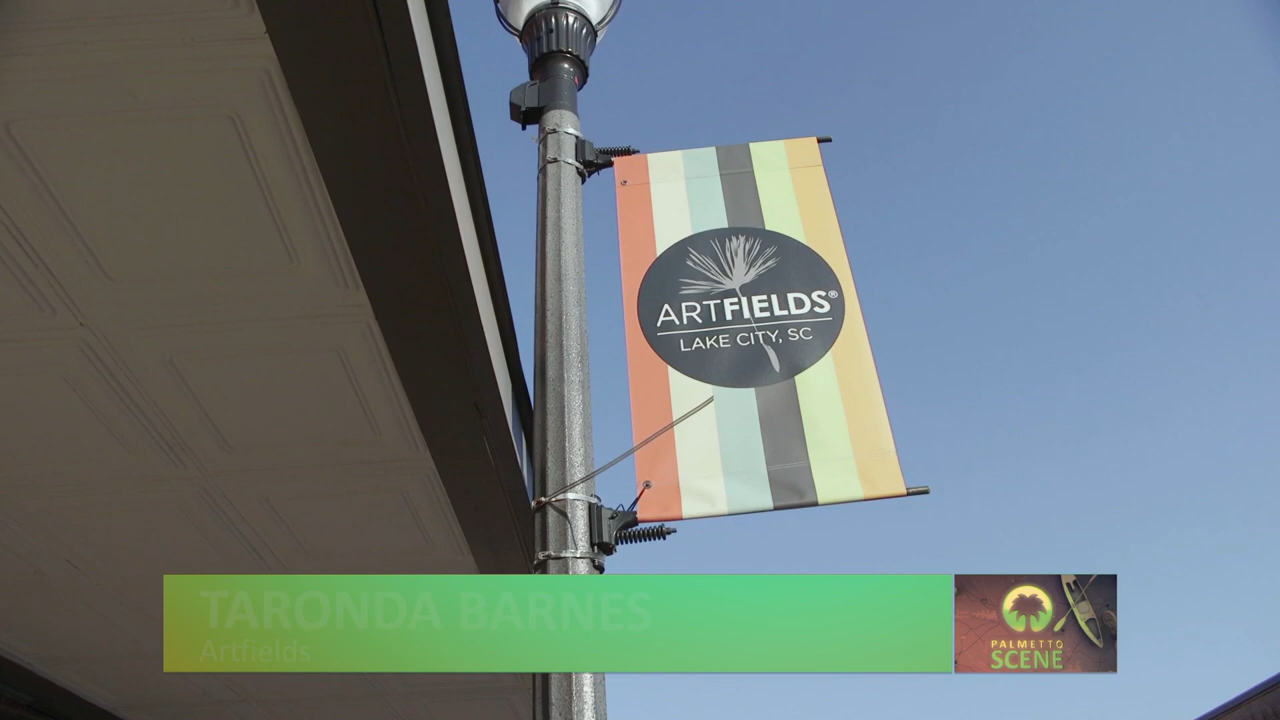 ARTFIELDS®
LAKE CITY, SC
TARONDA BARNES
Artfields
PALMETTO
SCENE